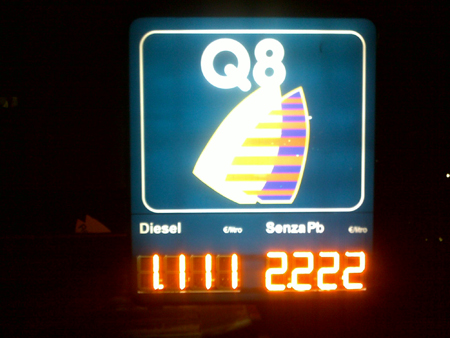 Q8
Diesel €/litro Senza Pb €/litro
1.111 2.222